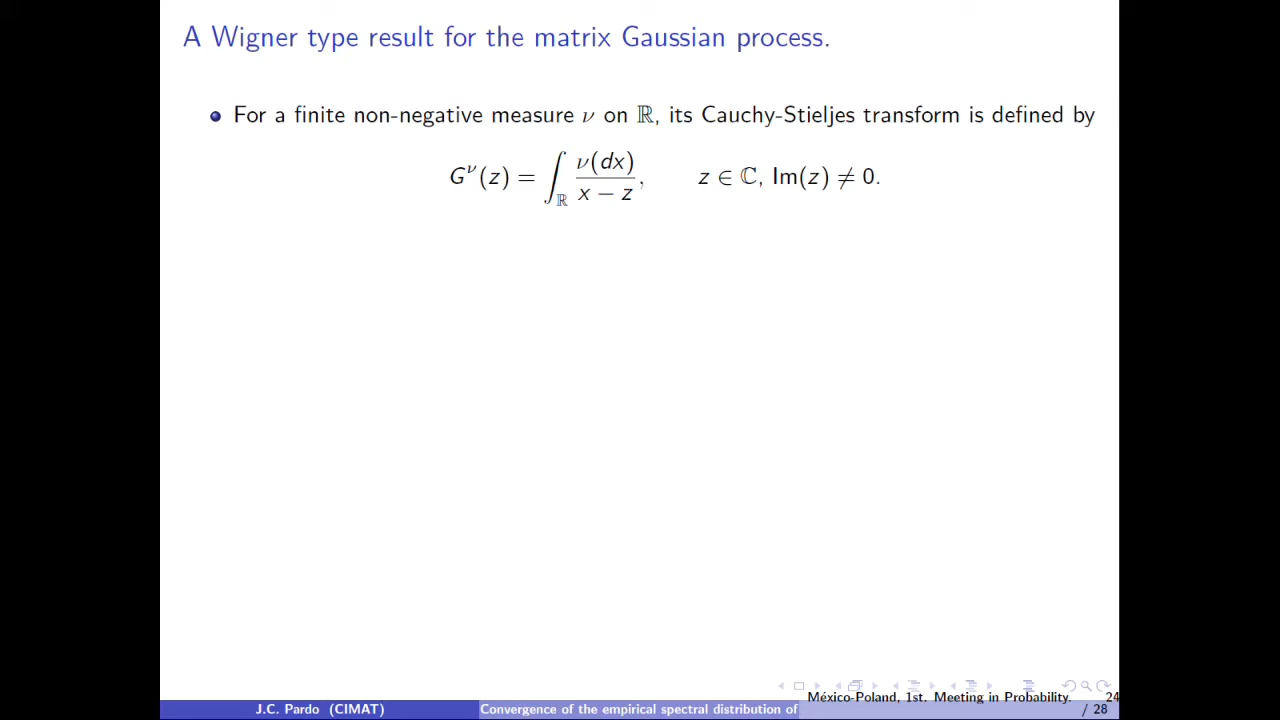 A Wigner type result for the matrix Gaussian process.
For a finite non-negative measure ν on ℝ, its Cauchy-Stieljes transform is defined by
G^ν(z) = ∫_ℝ ν(dx)/(x − z), z ∈ ℂ, Im(z) ≠ 0.
México-Poland, 1st. Meeting in Probability. 24
J.C. Pardo (CIMAT) Convergence of the empirical spectral distribution of / 28